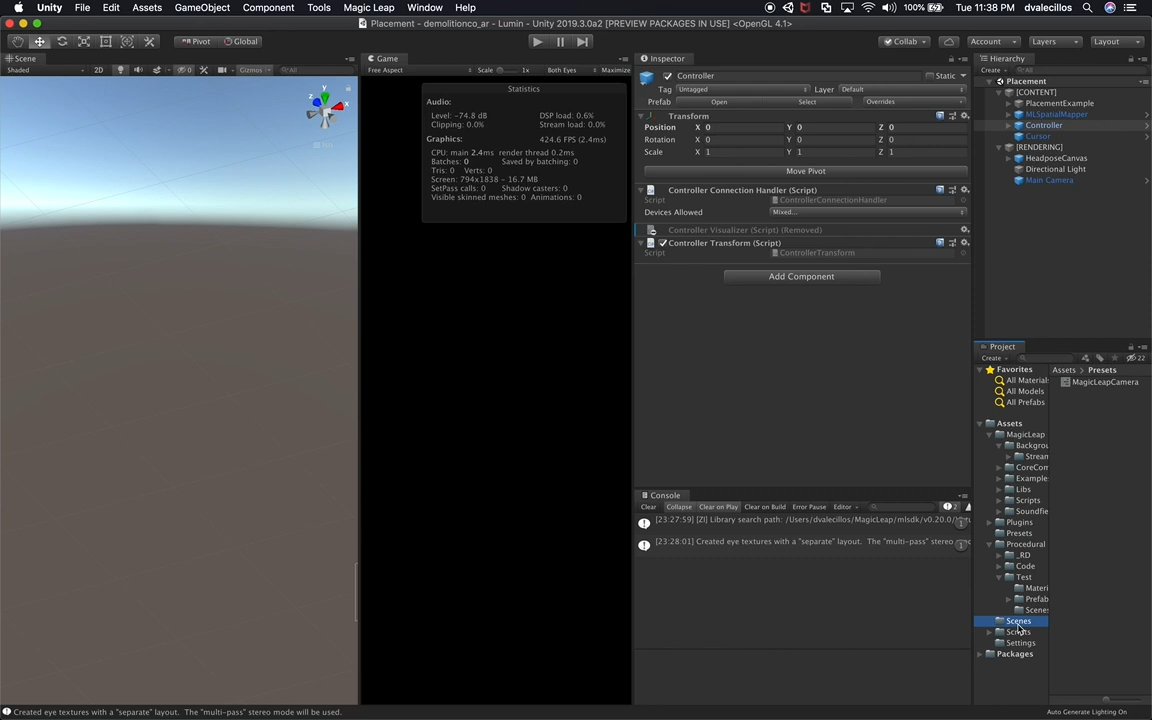 Unity File Edit Assets GameObject Component Tools Magic Leap Window Help 100% Tue 11:38 PM dvalecillos
Placement - demolitionco_ar - Lumin - Unity 2019.3.0a2 [PREVIEW PACKAGES IN USE] <OpenGL 4.1>
Pivot Global Collab Account Layers Layout
Scene
Shaded 2D Gizmos All
Game
Free Aspect Scale 1x Both Eyes Maximize
Statistics
Audio:
Level: -74.8 dB DSP load: 0.6%
Clipping: 0.0% Stream load: 0.0%
Graphics: 424.6 FPS (2.4ms)
CPU: main 2.4ms render thread 0.2ms
Batches: 0 Saved by batching: 0
Tris: 0 Verts: 0
Screen: 794x1838 - 16.7 MB
SetPass calls: 0 Shadow casters: 0
Visible skinned meshes: 0 Animations: 0
Inspector
Controller Static
Tag Untagged Layer Default
Prefab Open Select Overrides
Transform
Position X 0 Y 0 Z 0
Rotation X 0 Y 0 Z 0
Scale X 1 Y 1 Z 1
Move Pivot
Controller Connection Handler (Script)
Script ControllerConnectionHandler
Devices Allowed Mixed...
Controller Visualizer (Script) (Removed)
Controller Transform (Script)
Script ControllerTransform
Add Component
Console
Clear Collapse Clear on Play Clear on Build Error Pause Editor 2
[23:27:59] [ZI] Library search path: /Users/dvalecillos/MagicLeap/mlsdk/v0.20.0/
1
[23:28:01] Created eye textures with a "separate" layout. The "multi-pass" stereo
1
Hierarchy
Create All
Placement
[CONTENT]
PlacementExample
MLSpatialMapper
Controller
Cursor
[RENDERING]
HeadposeCanvas
Directional Light
Main Camera
Project
Create 22
Favorites
All Material
All Models
All Prefabs
Assets
MagicLeap
Backgrou
Stream
CoreCom
Example
Libs
Scripts
Soundfie
Plugins
Presets
Procedural
_RD
Code
Test
Materi
Prefab
Scenes
Scenes
Scripts
Settings
Packages
Assets > Presets
MagicLeapCamera
Created eye textures with a "separate" layout. The "multi-pass" stereo mode will be used.
Auto Generate Lighting On